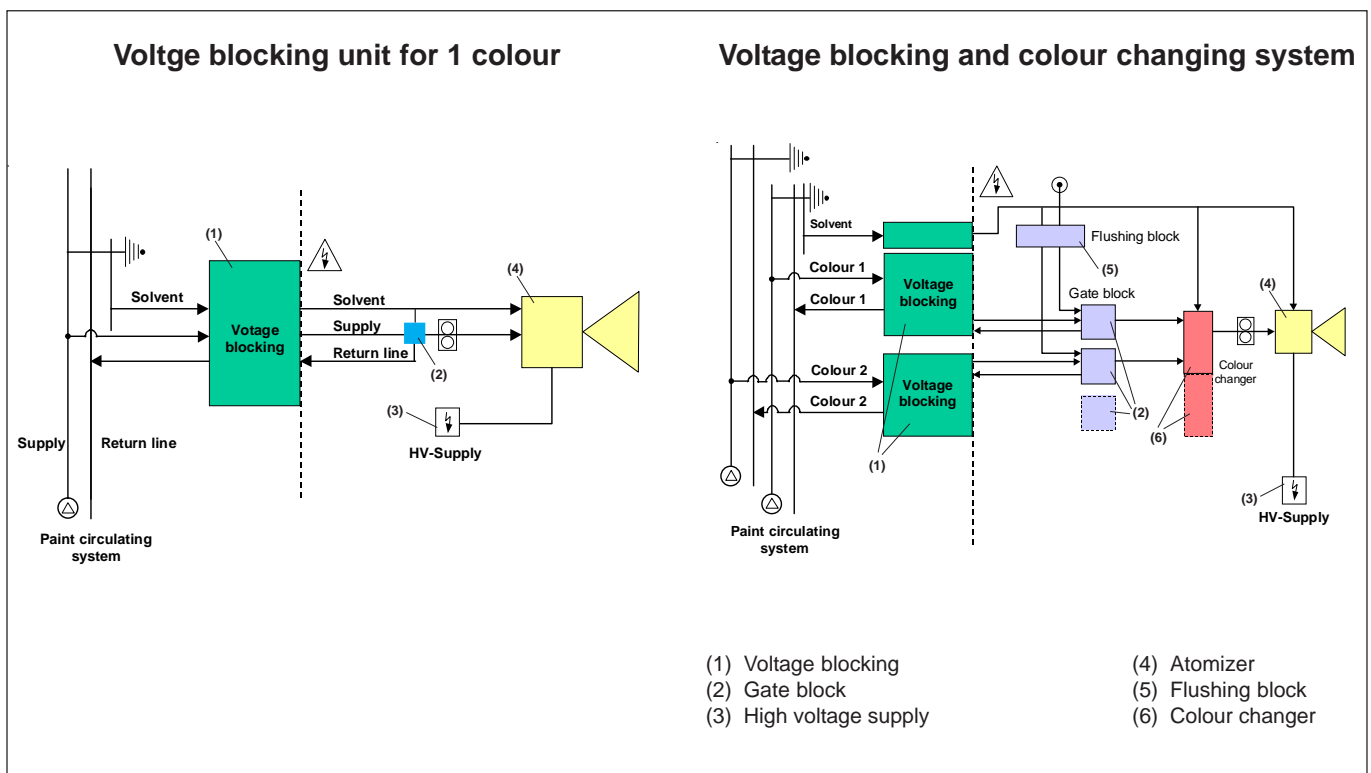 Voltge blocking unit for 1 colour
(1)
(4)
Solvent
Solvent
Votage
blocking
Supply
Return line
(2)
(3)
HV-Supply
Supply
Return line
Paint circulating
system
Voltage blocking and colour changing system
Solvent
Flushing block
(5)
Colour 1
Colour 1
Voltage
blocking
Gate block
(4)
Colour
changer
Colour 2
Colour 2
Voltage
blocking
(2)
(6)
(1)
(3)
HV-Supply
Paint circulating
system
(1) Voltage blocking
(2) Gate block
(3) High voltage supply
(4) Atomizer
(5) Flushing block
(6) Colour changer